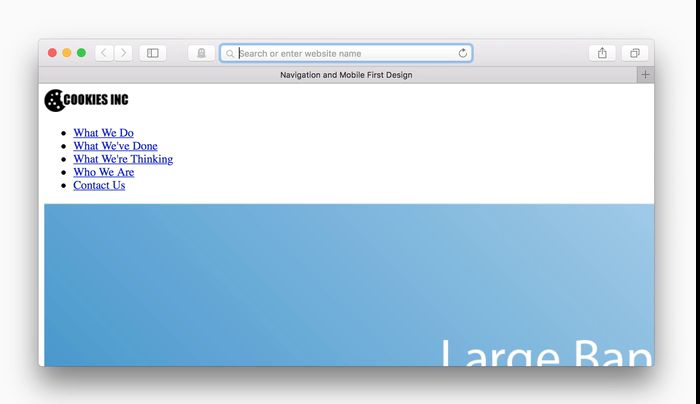 Search or enter website name
Navigation and Mobile First Design
COOKIES INC
What We Do
What We've Done
What We're Thinking
Who We Are
Contact Us
Large Ban